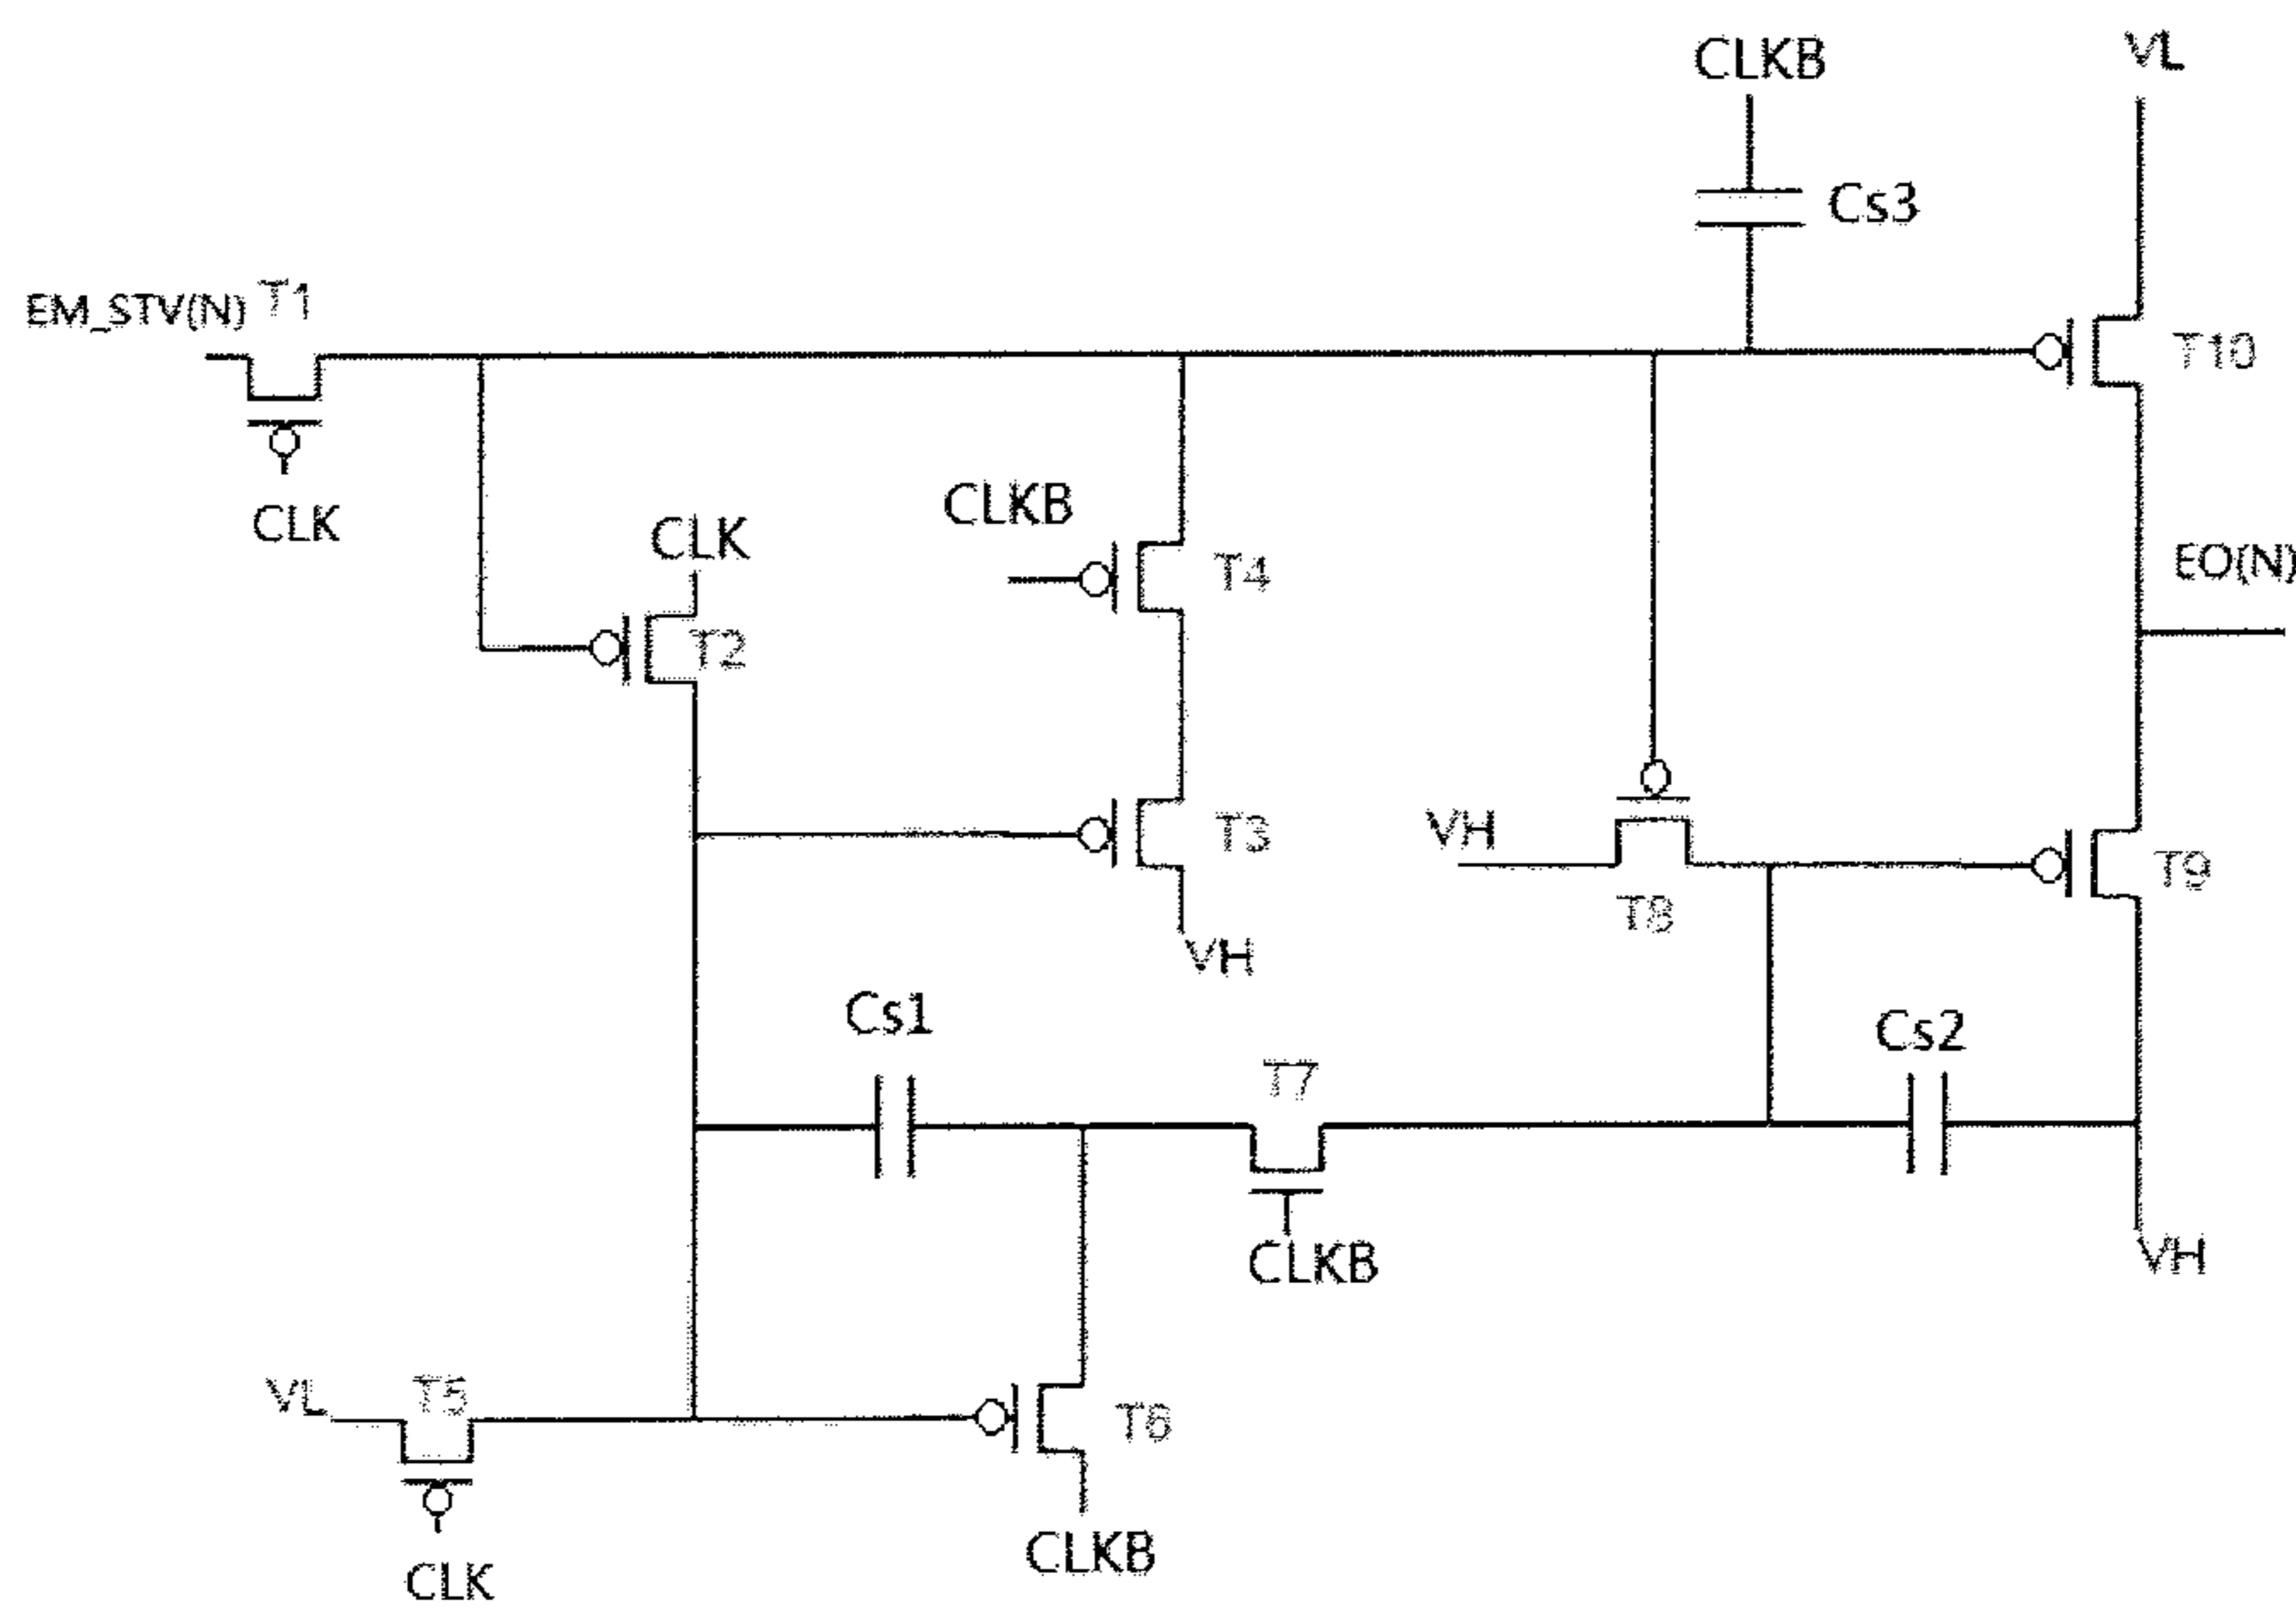 CLKB
VL
Cs3
EM_STV(N)
T1
T10
CLK
CLKB
CLK
T4
EO(N)
T2
T3
VH
T8
T9
VH
Cs1
Cs2
T7
CLKB
VH
VL
T5
T6
CLKB
CLK